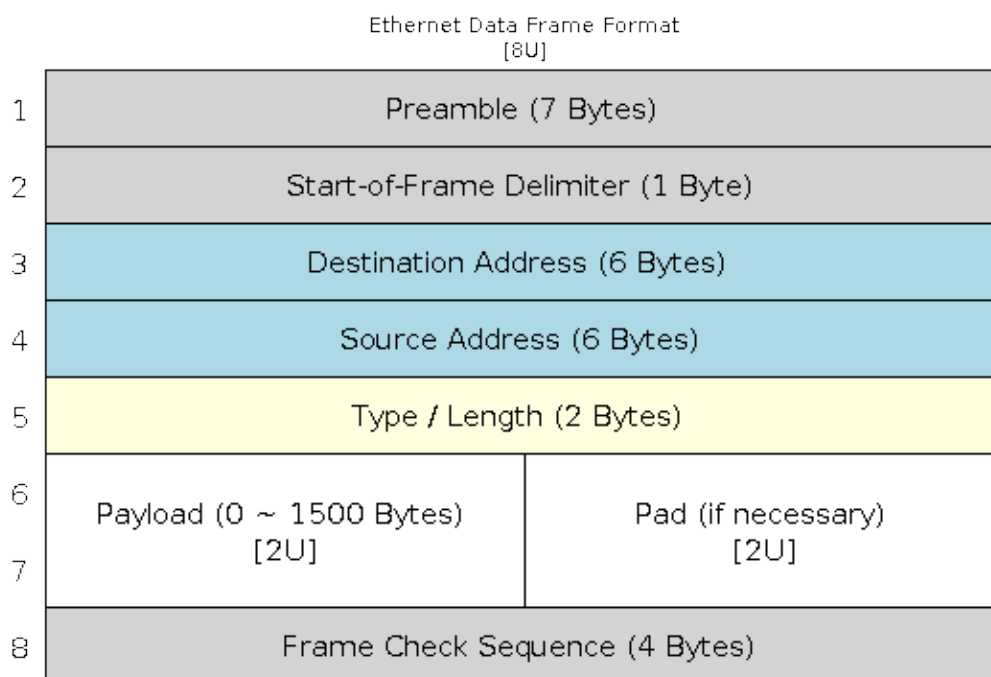 Ethernet Data Frame Format
[8U]
1
Preamble (7 Bytes)
2
Start-of-Frame Delimiter (1 Byte)
3
Destination Address (6 Bytes)
4
Source Address (6 Bytes)
5
Type / Length (2 Bytes)
6
7
Payload (0 ~ 1500 Bytes)
[2U]
Pad (if necessary)
[2U]
8
Frame Check Sequence (4 Bytes)